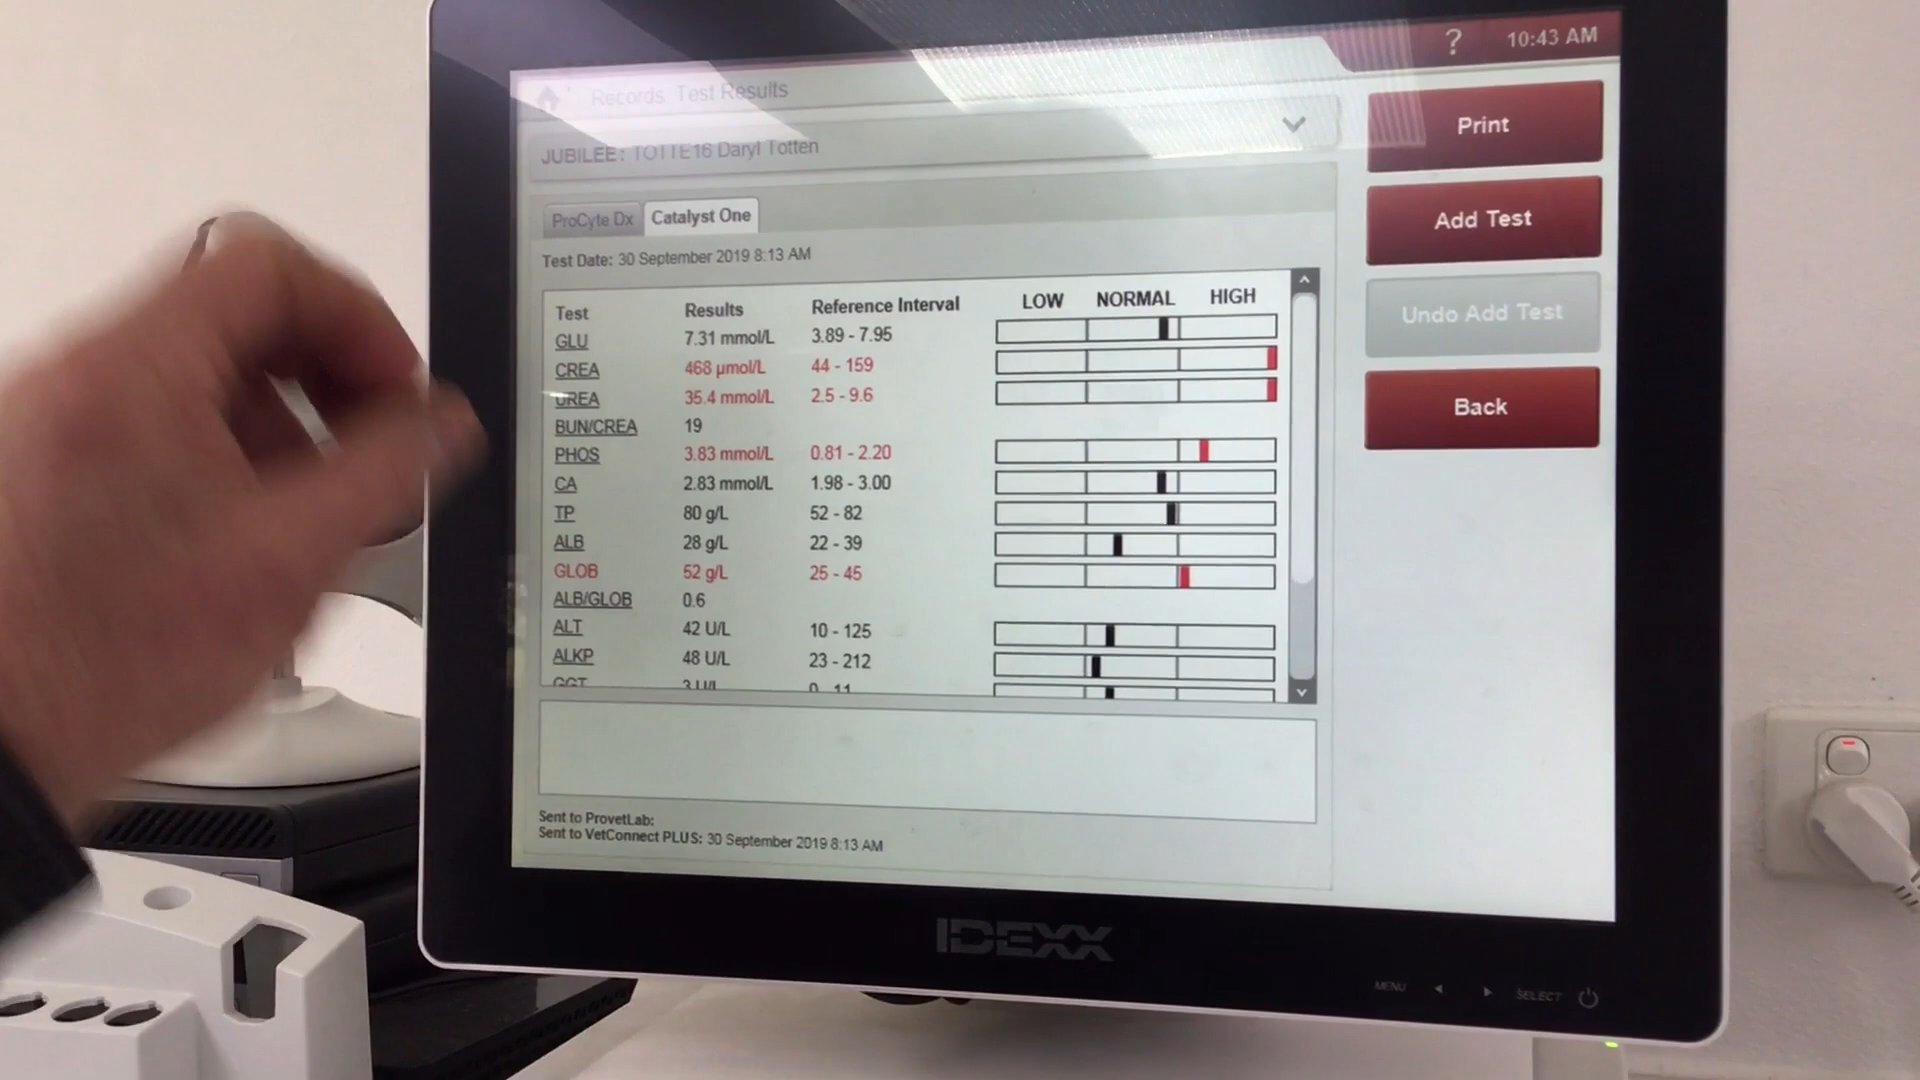 ? 10:43 AM
Records: Test Results
JUBILEE: TOTTE16 Daryl Totten
ProCyte Dx Catalyst One
Test Date: 30 September 2019 8:13 AM
Test Results Reference Interval LOW NORMAL HIGH
GLU 7.31 mmol/L 3.89 - 7.95
CREA 468 µmol/L 44 - 159
UREA 35.4 mmol/L 2.5 - 9.6
BUN/CREA 19
PHOS 3.83 mmol/L 0.81 - 2.20
CA 2.83 mmol/L 1.98 - 3.00
TP 80 g/L 52 - 82
ALB 28 g/L 22 - 39
GLOB 52 g/L 25 - 45
ALB/GLOB 0.6
ALT 42 U/L 10 - 125
ALKP 48 U/L 23 - 212
GGT 3 U/L 0 - 11
Sent to ProvetLab:
Sent to VetConnect PLUS: 30 September 2019 8:13 AM
Print
Add Test
Undo Add Test
Back
IDEXX
MENU SELECT